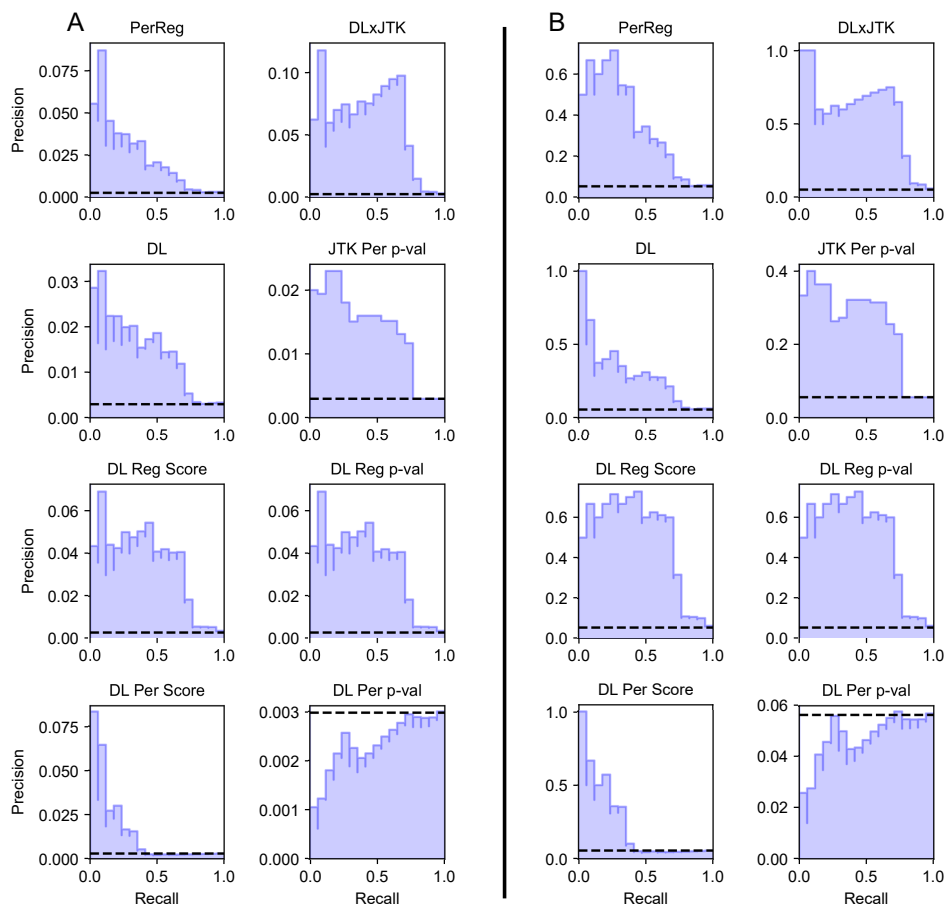 A
B
PerReg
DLxJTK
PerReg
DLxJTK
Precision
0.075
0.050
0.025
0.000
0.0 0.5 1.0
0.10
0.05
0.00
0.0 0.5 1.0
0.6
0.4
0.2
0.0
0.0 0.5 1.0
1.0
0.5
0.0
0.0 0.5 1.0
DL
JTK Per p-val
DL
JTK Per p-val
Precision
0.03
0.02
0.01
0.00
0.0 0.5 1.0
0.02
0.01
0.00
0.0 0.5 1.0
1.0
0.5
0.0
0.0 0.5 1.0
0.4
0.2
0.0
0.0 0.5 1.0
DL Reg Score
DL Reg p-val
DL Reg Score
DL Reg p-val
Precision
0.06
0.04
0.02
0.00
0.0 0.5 1.0
0.06
0.04
0.02
0.00
0.0 0.5 1.0
0.6
0.4
0.2
0.0
0.0 0.5 1.0
0.6
0.4
0.2
0.0
0.0 0.5 1.0
DL Per Score
DL Per p-val
DL Per Score
DL Per p-val
Precision
0.075
0.050
0.025
0.000
0.0 0.5 1.0
Recall
0.003
0.002
0.001
0.000
0.0 0.5 1.0
Recall
1.0
0.5
0.0
0.0 0.5 1.0
Recall
0.06
0.04
0.02
0.00
0.0 0.5 1.0
Recall